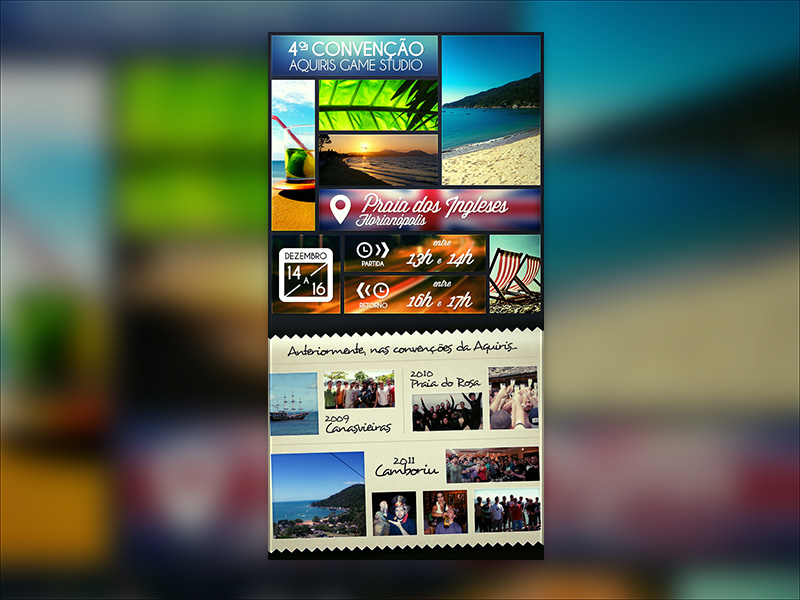 4ª CONVENÇÃO
AQUIRIS GAME STUDIO
Praia dos Ingleses
Florianópolis
DEZEMBRO
14 A 16
PARTIDA
entre
13h e 14h
RETORNO
entre
16h e 17h
Anteriormente, nas convenções da Aquiris...
2009
Canasvieiras
2010
Praia do Rosa
2011
Camboriu